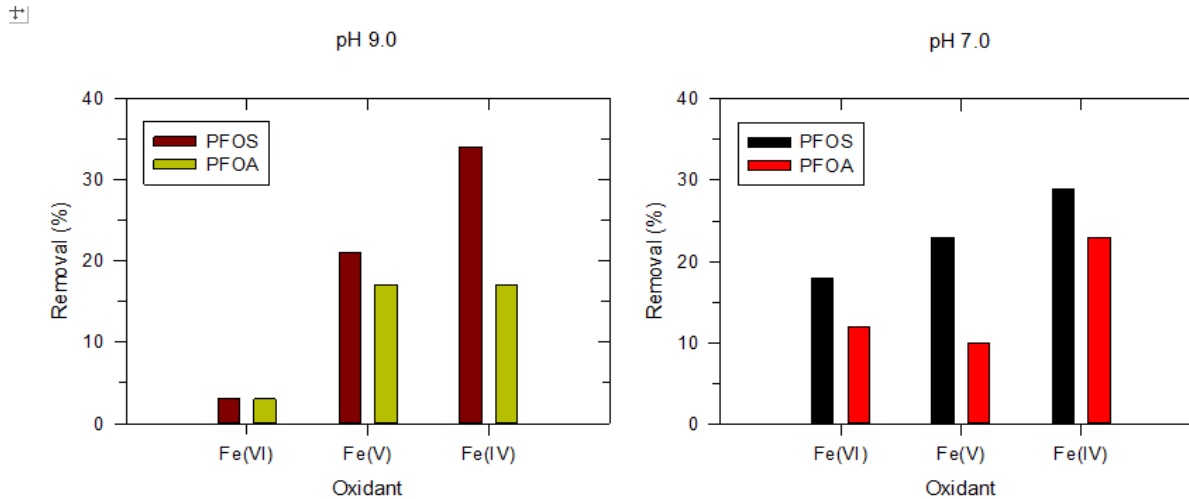 pH 9.0
40
30
20
10
0
Removal (%)
PFOS
PFOA
Fe(VI)
Fe(V)
Fe(IV)
Oxidant
pH 7.0
40
30
20
10
0
Removal (%)
PFOS
PFOA
Fe(VI)
Fe(V)
Fe(IV)
Oxidant